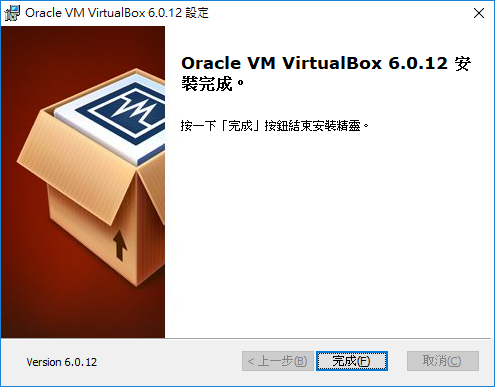 Oracle VM VirtualBox 6.0.12 設定
Oracle VM VirtualBox 6.0.12 安
裝完成。
按一下「完成」按鈕結束安裝精靈。
Version 6.0.12
< 上一步(B)
完成(F)
取消(C)